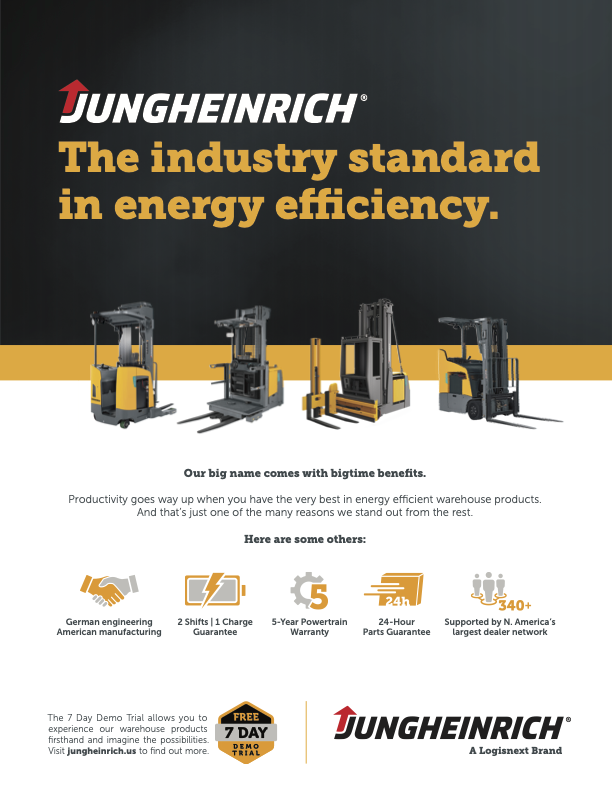 JUNGHEINRICH®
The industry standard
in energy efficiency.
Our big name comes with bigtime benefits.
Productivity goes way up when you have the very best in energy efficient warehouse products.
And that's just one of the many reasons we stand out from the rest.
Here are some others:
5
24h
340+
German engineering
American manufacturing
2 Shifts | 1 Charge
Guarantee
5-Year Powertrain
Warranty
24-Hour
Parts Guarantee
Supported by N. America's
largest dealer network
The 7 Day Demo Trial allows you to
experience our warehouse products
firsthand and imagine the possibilities.
Visit jungheinrich.us to find out more.
FREE
7 DAY
DEMO
TRIAL
JUNGHEINRICH®
A Logisnext Brand